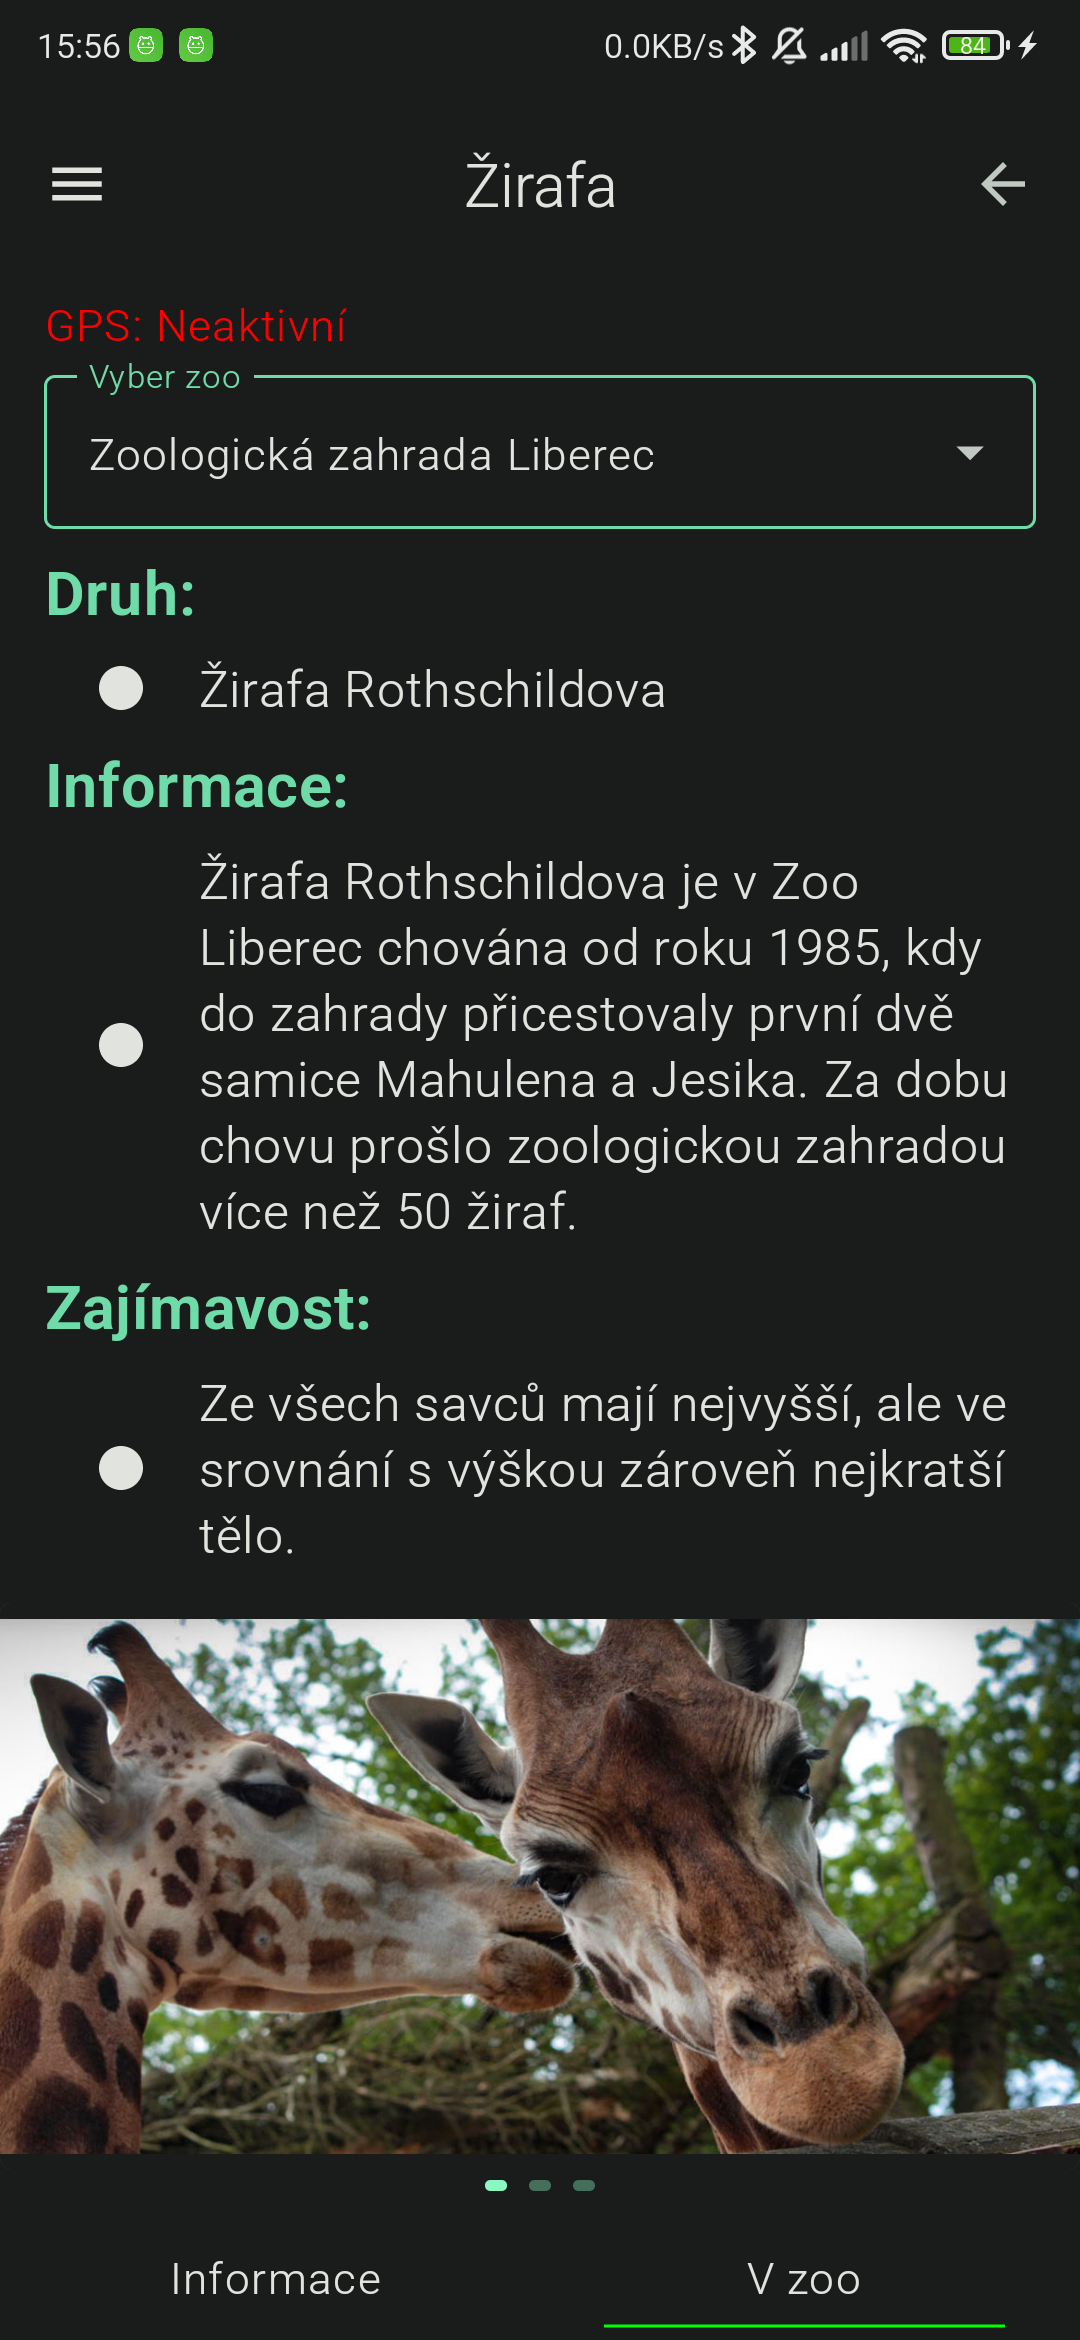 15:56 0.0KB/s 84
Žirafa
GPS: Neaktivní
Vyber zoo
Zoologická zahrada Liberec
Druh:
Žirafa Rothschildova
Informace:
Žirafa Rothschildova je v Zoo
Liberec chována od roku 1985, kdy
do zahrady přicestovaly první dvě
samice Mahulena a Jesika. Za dobu
chovu prošlo zoologickou zahradou
více než 50 žiraf.
Zajímavost:
Ze všech savců mají nejvyšší, ale ve
srovnání s výškou zároveň nejkratší
tělo.
Informace V zoo